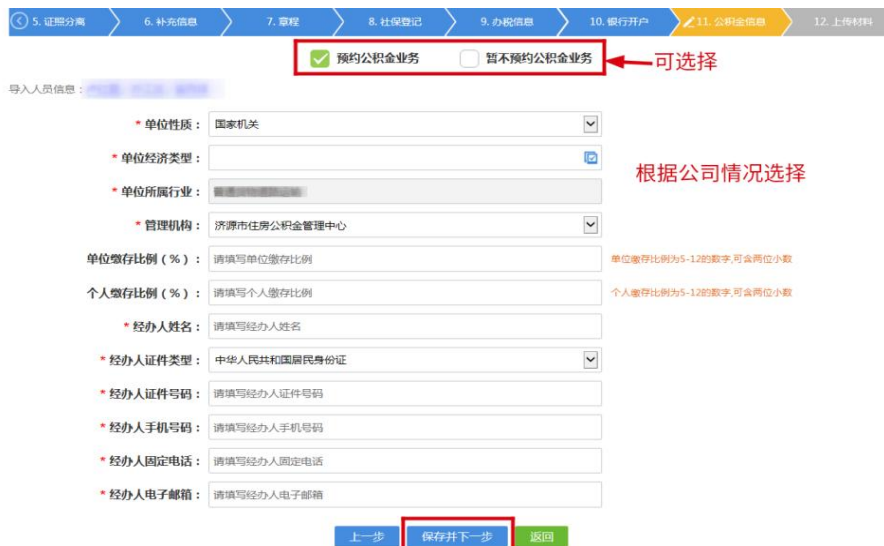 5. 证照分离 6. 补充信息 7. 章程 8. 社保登记 9. 办税信息 10. 银行开户 11. 公积金信息 12. 上传材料
预约公积金业务 暂不预约公积金业务 可选择
导入人员信息：
* 单位性质： 国家机关
* 单位经济类型：
根据公司情况选择
* 单位所属行业：
* 管理机构： 济源市住房公积金管理中心
单位缴存比例（%）： 请填写单位缴存比例 单位缴存比例为5-12的数字,可含两位小数
个人缴存比例（%）： 请填写个人缴存比例 个人缴存比例为5-12的数字,可含两位小数
* 经办人姓名： 请填写经办人姓名
* 经办人证件类型： 中华人民共和国居民身份证
* 经办人证件号码： 请填写经办人证件号码
* 经办人手机号码： 请填写经办人手机号码
* 经办人固定电话： 请填写经办人固定电话
* 经办人电子邮箱： 请填写经办人电子邮箱
上一步 保存并下一步 返回